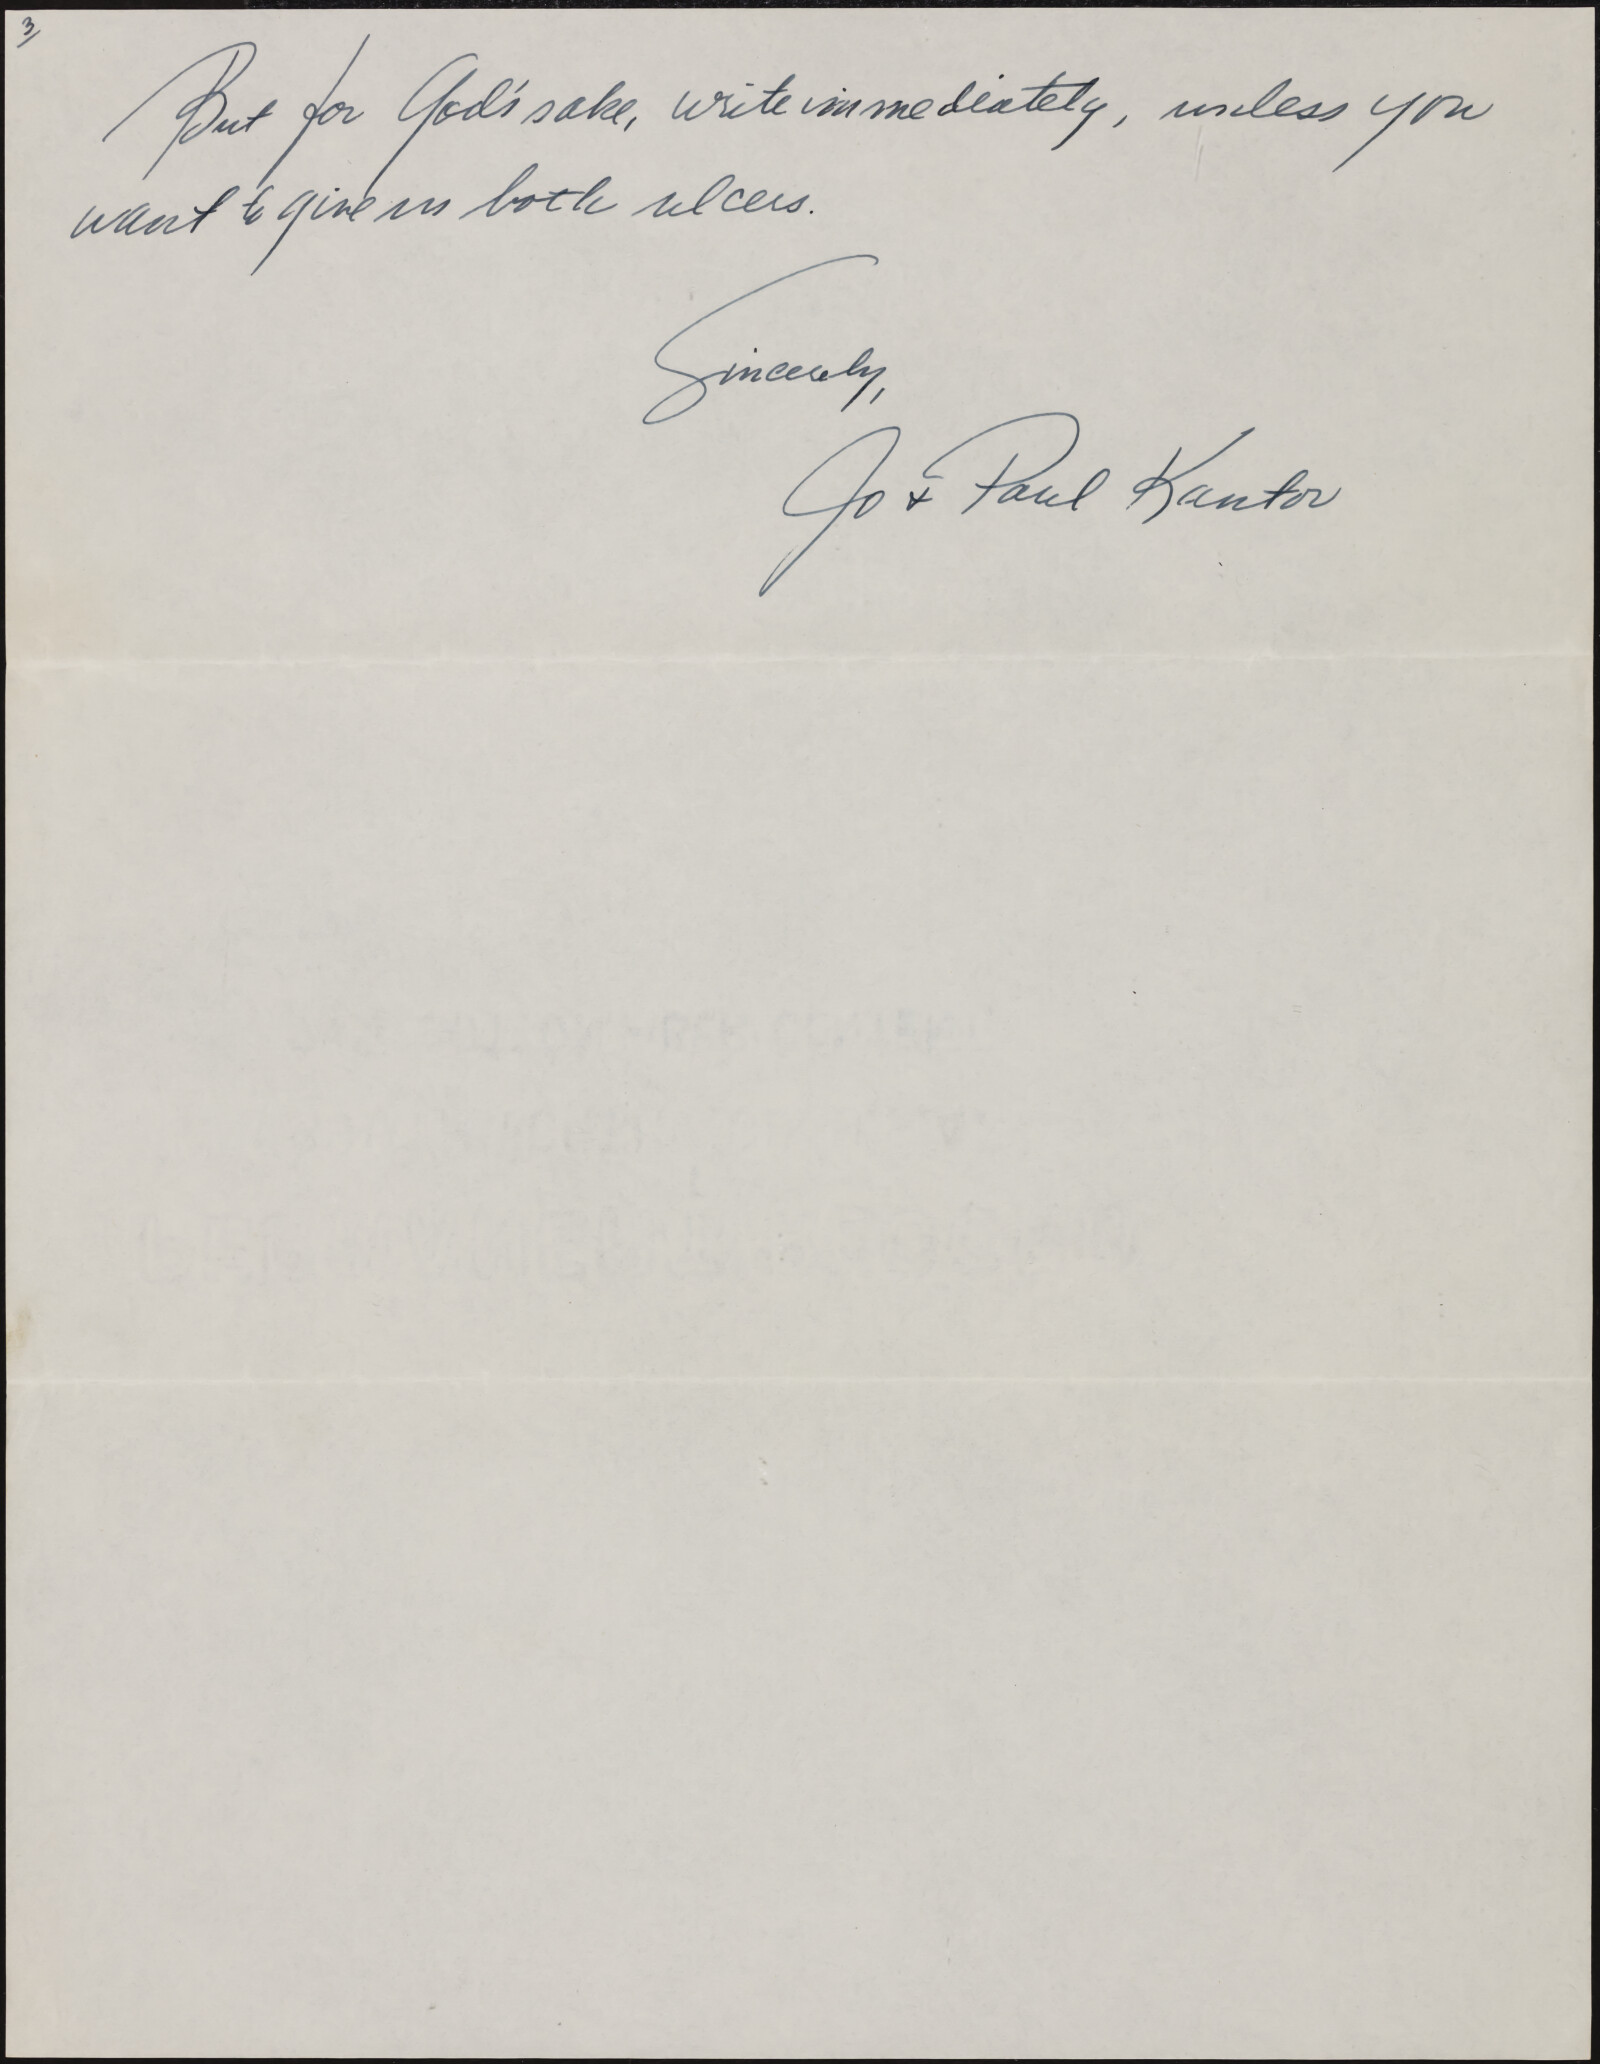 3/
But for God's sake, write immediately, unless you
want to give us both ulcers.
Sincerely,
Jo & Paul Kantor